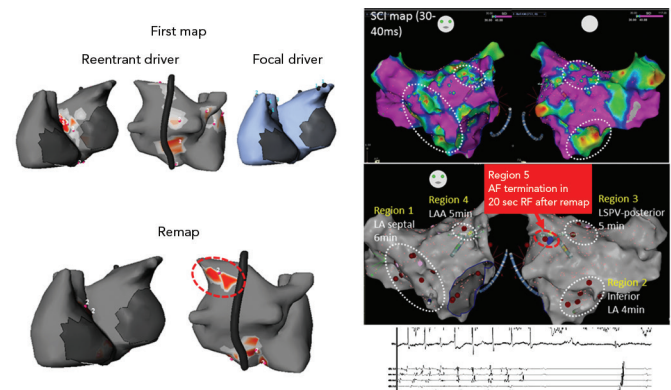 First map
Reentrant driver
Focal driver
Remap
SCI map (30-
40ms)
Region 5
AF termination in
20 sec RF after remap
Region 4
LAA 5min
Region 3
LSPV-posterior
5 min
Region 1
LA septal
6min
Region 2
Inferior
LA 4min